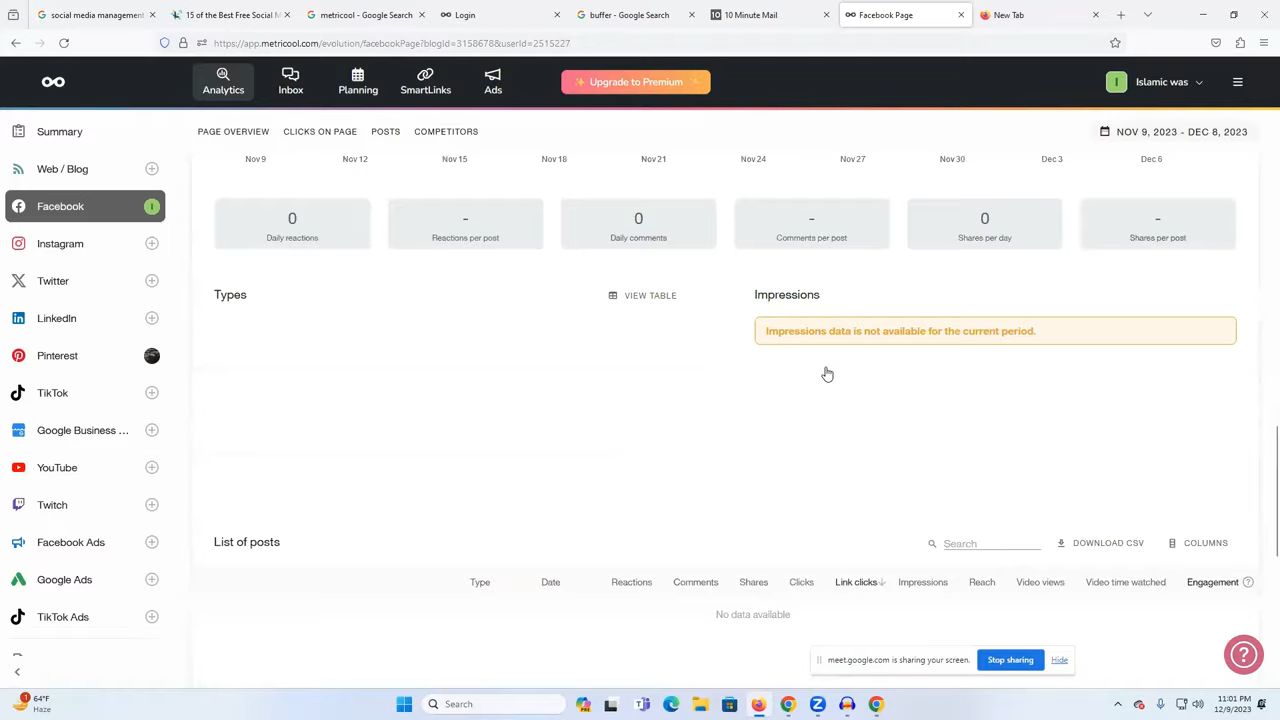 social media management
15 of the Best Free Social M
metricool - Google Search
Login
buffer - Google Search
10 Minute Mail
Facebook Page
New Tab
https://app.metricool.com/evolution/facebookPage?blogId=3158678&userId=2515227
Analytics
Inbox
Planning
SmartLinks
Ads
Upgrade to Premium
I
Islamic was
Summary
Web / Blog
Facebook
I
Instagram
Twitter
LinkedIn
Pinterest
TikTok
Google Business ...
YouTube
Twitch
Facebook Ads
Google Ads
TikTok Ads
PAGE OVERVIEW CLICKS ON PAGE POSTS COMPETITORS
NOV 9, 2023 - DEC 8, 2023
Nov 9 Nov 12 Nov 15 Nov 18 Nov 21 Nov 24 Nov 27 Nov 30 Dec 3 Dec 6
0 - 0 - 0 -
Daily reactions Reactions per post Daily comments Comments per post Shares per day Shares per post
Types
VIEW TABLE
Impressions
Impressions data is not available for the current period.
List of posts
Search
DOWNLOAD CSV
COLUMNS
Type Date Reactions Comments Shares Clicks Link clicks Impressions Reach Video views Video time watched Engagement ?
No data available
meet.google.com is sharing your screen.
Stop sharing
Hide
?
1
64°F
Haze
Search
11:01 PM
12/9/2023